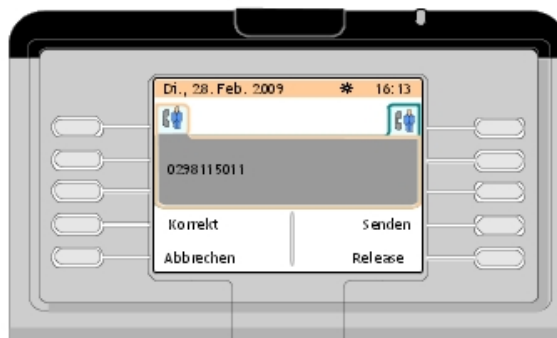 Di., 28. Feb. 2009 16:13
0298115011
Korrekt Senden
Abbrechen Release